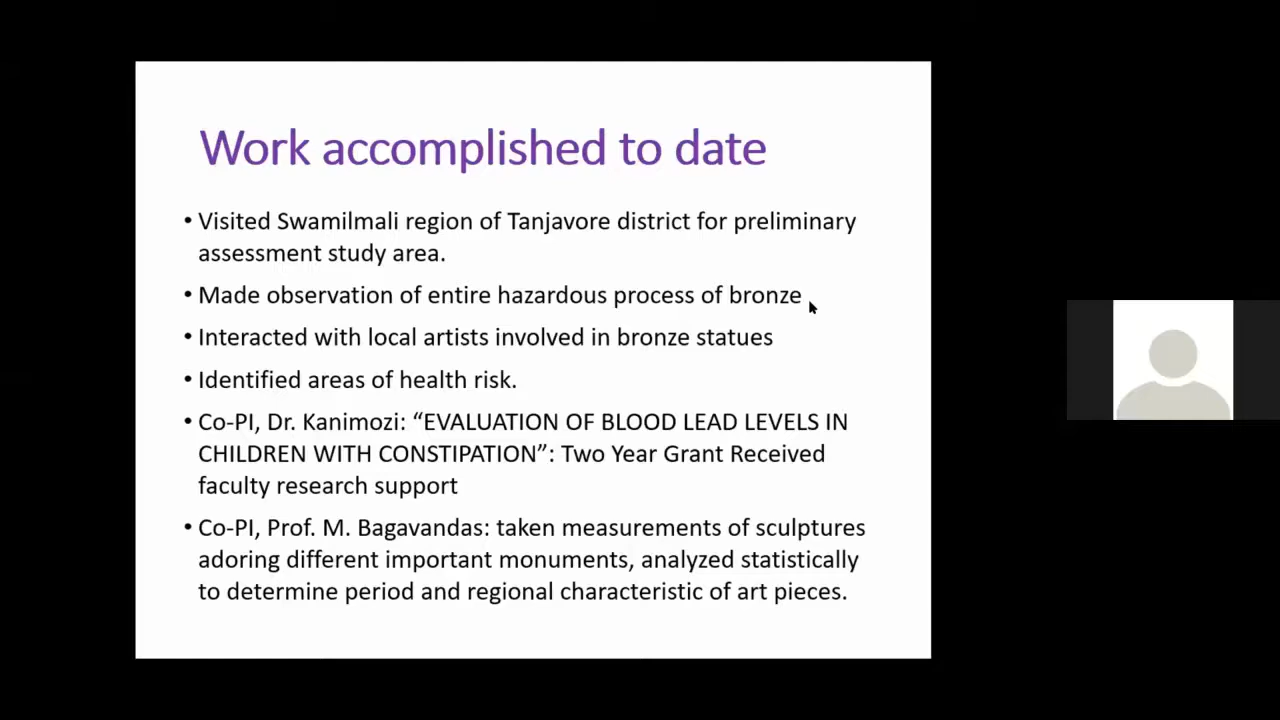 Work accomplished to date
• Visited Swamilmali region of Tanjavore district for preliminary
assessment study area.
• Made observation of entire hazardous process of bronze
• Interacted with local artists involved in bronze statues
• Identified areas of health risk.
• Co-PI, Dr. Kanimozi: “EVALUATION OF BLOOD LEAD LEVELS IN
CHILDREN WITH CONSTIPATION”: Two Year Grant Received
faculty research support
• Co-PI, Prof. M. Bagavandas: taken measurements of sculptures
adoring different important monuments, analyzed statistically
to determine period and regional characteristic of art pieces.